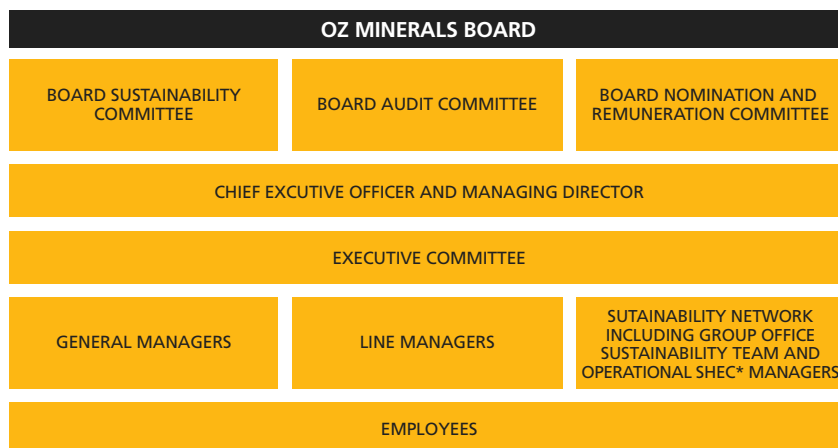 OZ MINERALS BOARD
BOARD SUSTAINABILITY
COMMITTEE
BOARD AUDIT COMMITTEE
BOARD NOMINATION AND
REMUNERATION COMMITTEE
CHIEF EXCUTIVE OFFICER AND MANAGING DIRECTOR
EXECUTIVE COMMITTEE
GENERAL MANAGERS
LINE MANAGERS
SUTAINABILITY NETWORK
INCLUDING GROUP OFFICE
SUSTAINABILITY TEAM AND
OPERATIONAL SHEC* MANAGERS
EMPLOYEES